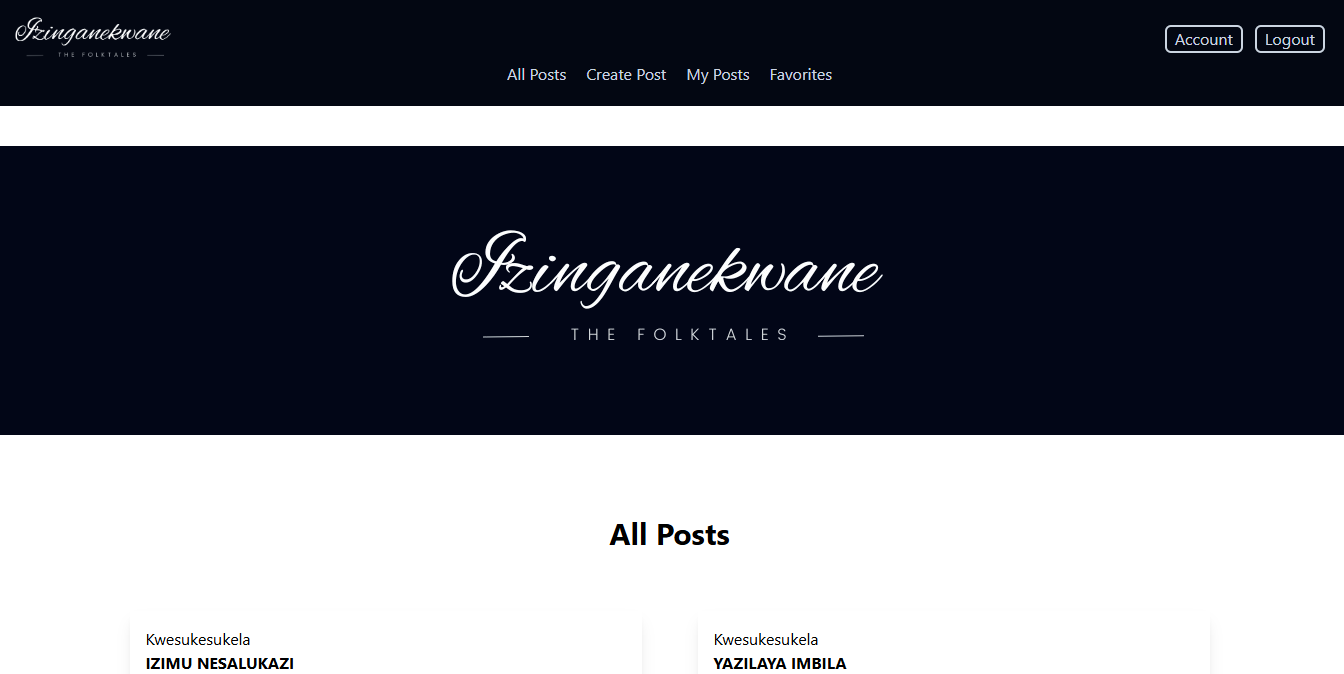 Izinganekwane
THE FOLKTALES
Account Logout
All Posts Create Post My Posts Favorites
Izinganekwane
THE FOLKTALES
All Posts
Kwesukesukela
IZIMU NESALUKAZI
Kwesukesukela
YAZILAYA IMBILA